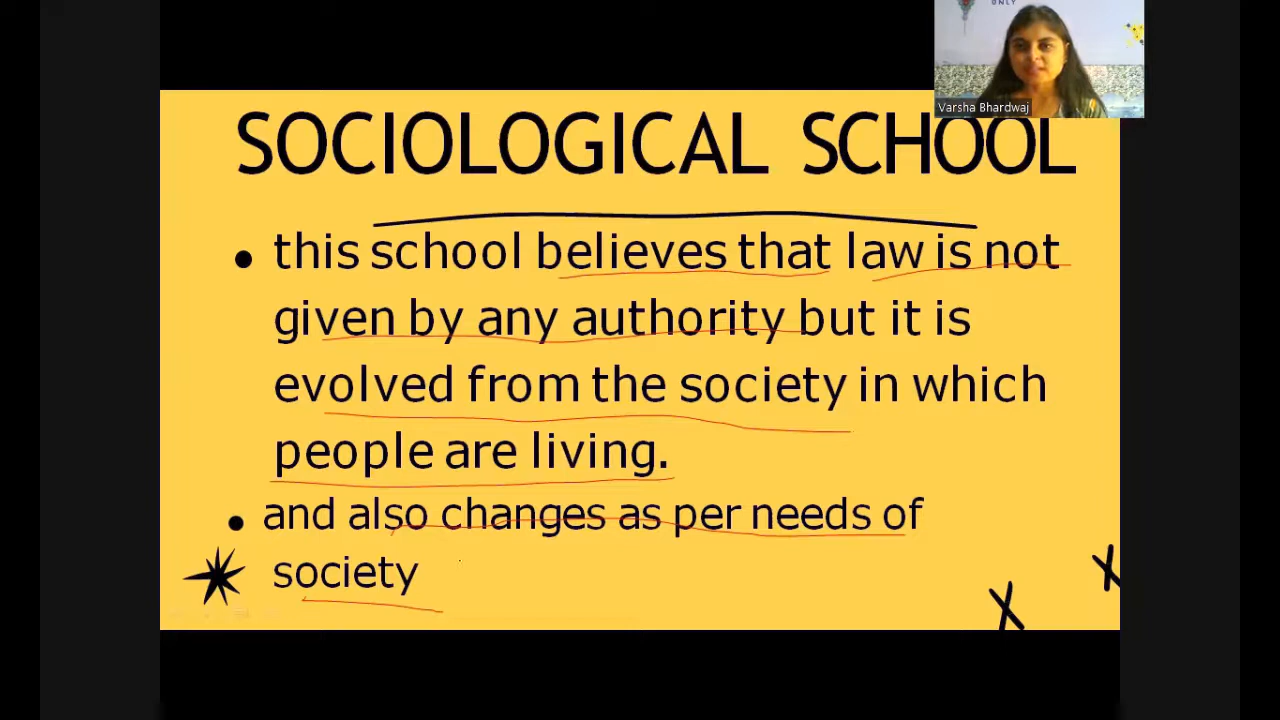 ONLY
Varsha Bhardwaj
SOCIOLOGICAL SCHOOL
• this school believes that law is not
given by any authority but it is
evolved from the society in which
people are living.
• and also changes as per needs of
society